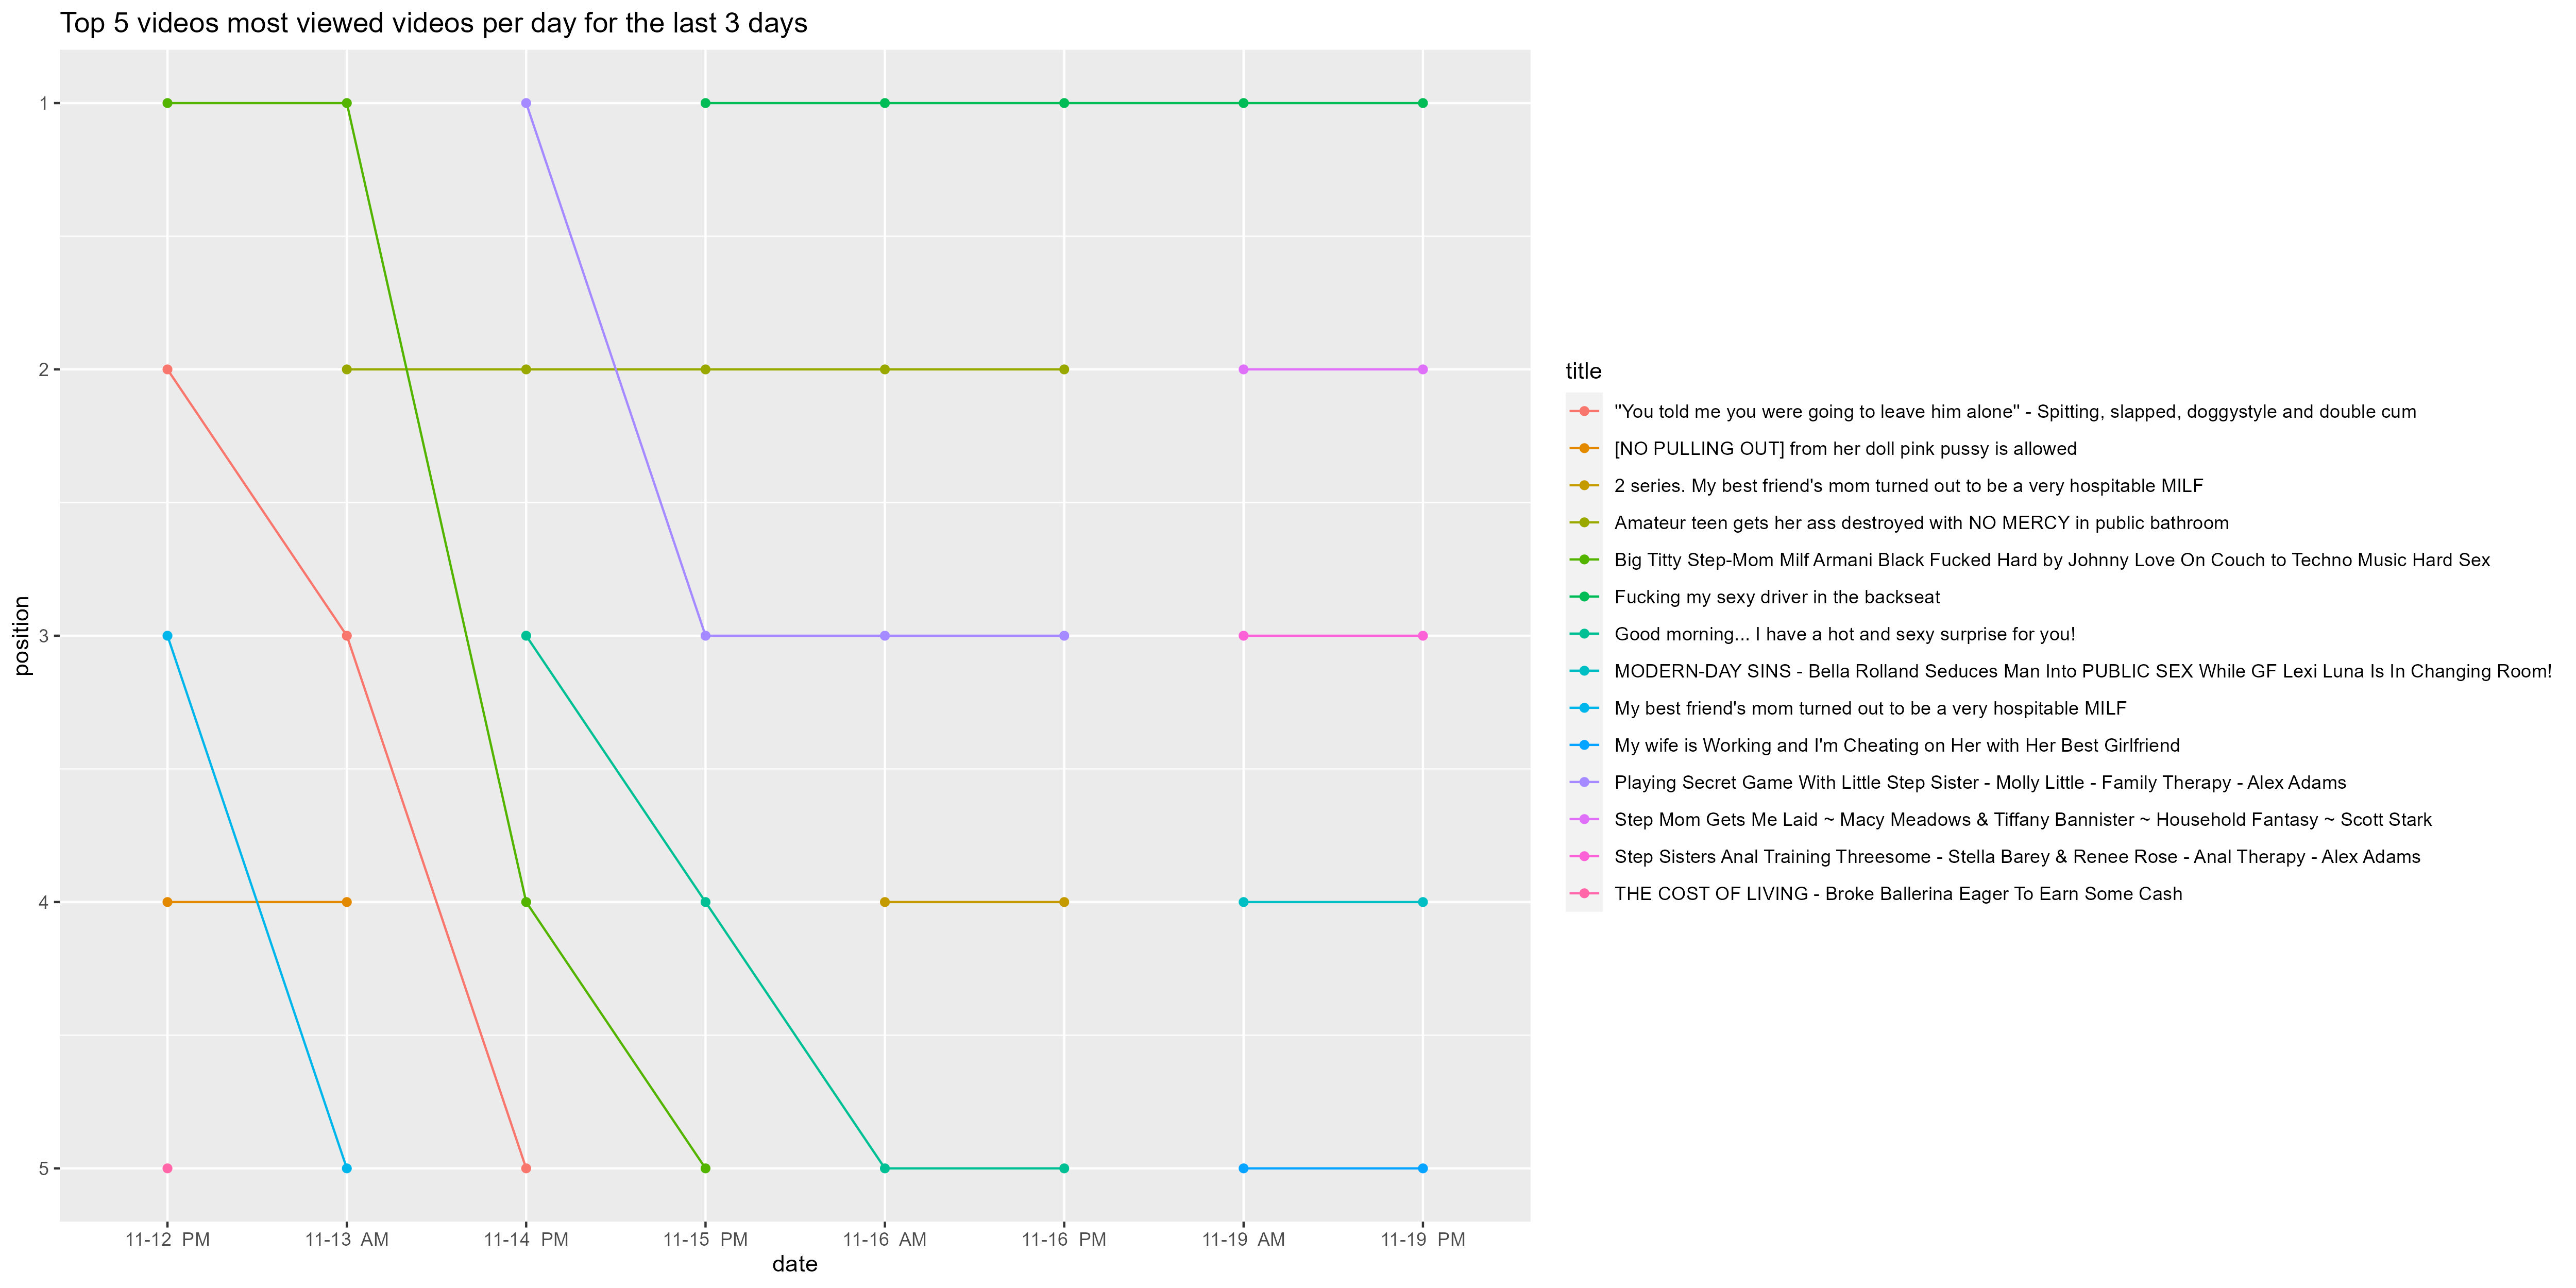 Top 5 videos most viewed videos per day for the last 3 days
1
2
3
4
5
position
11-12  PM
11-13  AM
11-14  PM
11-15  PM
11-16  AM
11-16  PM
11-19  AM
11-19  PM
date
title
"You told me you were going to leave him alone" - Spitting, slapped, doggystyle and double cum
[NO PULLING OUT] from her doll pink pussy is allowed
2 series. My best friend's mom turned out to be a very hospitable MILF
Amateur teen gets her ass destroyed with NO MERCY in public bathroom
Big Titty Step-Mom Milf Armani Black Fucked Hard by Johnny Love On Couch to Techno Music Hard Sex
Fucking my sexy driver in the backseat
Good morning... I have a hot and sexy surprise for you!
MODERN-DAY SINS - Bella Rolland Seduces Man Into PUBLIC SEX While GF Lexi Luna Is In Changing Room!
My best friend's mom turned out to be a very hospitable MILF
My wife is Working and I'm Cheating on Her with Her Best Girlfriend
Playing Secret Game With Little Step Sister - Molly Little - Family Therapy - Alex Adams
Step Mom Gets Me Laid ~ Macy Meadows & Tiffany Bannister ~ Household Fantasy ~ Scott Stark
Step Sisters Anal Training Threesome - Stella Barey & Renee Rose - Anal Therapy - Alex Adams
THE COST OF LIVING - Broke Ballerina Eager To Earn Some Cash